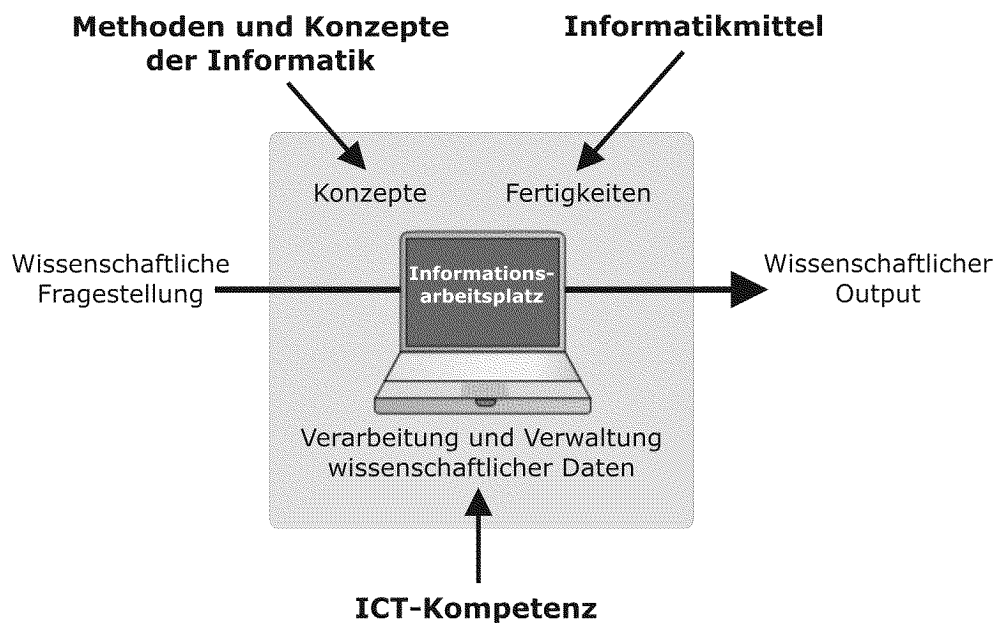 Methoden und Konzepte
der Informatik
Informatikmittel
Konzepte
Fertigkeiten
Wissenschaftliche
Fragestellung
Informations-
arbeitsplatz
Wissenschaftlicher
Output
Verarbeitung und Verwaltung
wissenschaftlicher Daten
ICT-Kompetenz